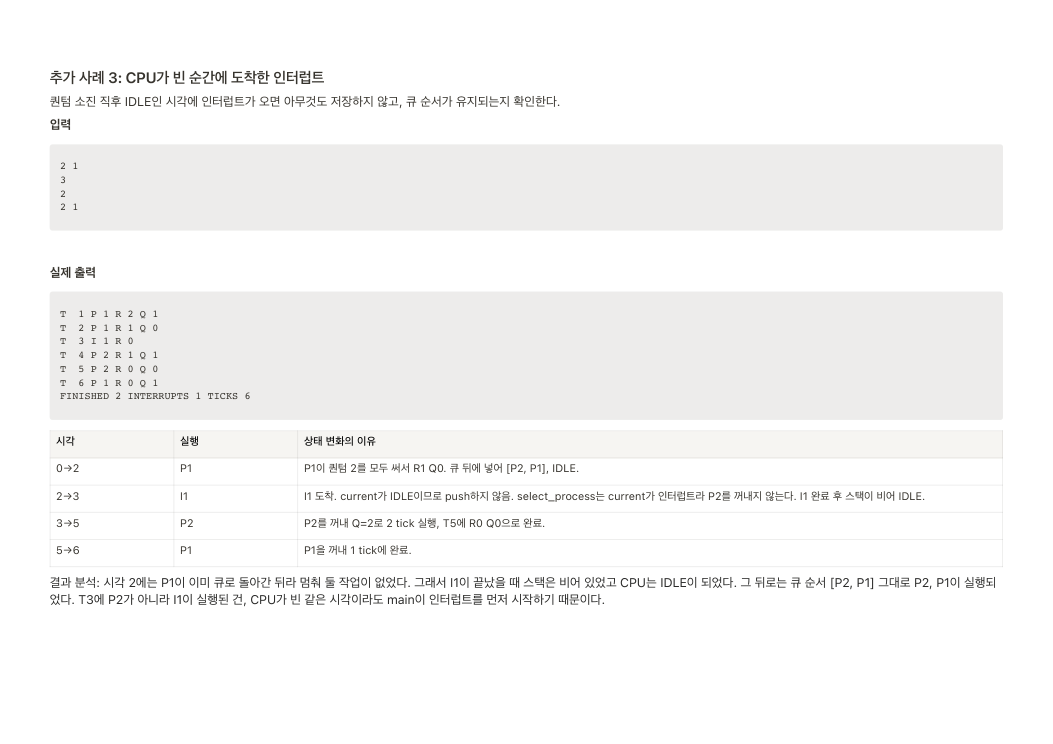 추가 사례 3: CPU가 빈 순간에 도착한 인터럽트
퀀텀 소진 직후 IDLE인 시각에 인터럽트가 오면 아무것도 저장하지 않고, 큐 순서가 유지되는지 확인한다.
입력
2 1
3
2
2 1
실제 출력
T  1 P 1 R 2 Q 1
T  2 P 1 R 1 Q 0
T  3 I 1 R 0
T  4 P 2 R 1 Q 1
T  5 P 2 R 0 Q 0
T  6 P 1 R 0 Q 1
FINISHED 2 INTERRUPTS 1 TICKS 6
시각 실행 상태 변화의 이유
0→2 P1 P1이 퀀텀 2를 모두 써서 R1 Q0. 큐 뒤에 넣어 [P2, P1], IDLE.
2→3 I1 I1 도착. current가 IDLE이므로 push하지 않음. select_process는 current가 인터럽트라 P2를 꺼내지 않는다. I1 완료 후 스택이 비어 IDLE.
3→5 P2 P2를 꺼내 Q=2로 2 tick 실행, T5에 R0 Q0으로 완료.
5→6 P1 P1을 꺼내 1 tick에 완료.
결과 분석: 시각 2에는 P1이 이미 큐로 돌아간 뒤라 멈춰 둘 작업이 없었다. 그래서 I1이 끝났을 때 스택은 비어 있었고 CPU는 IDLE이 되었다. 그 뒤로는 큐 순서 [P2, P1] 그대로 P2, P1이 실행되
었다. T3에 P2가 아니라 I1이 실행된 건, CPU가 빈 같은 시각이라도 main이 인터럽트를 먼저 시작하기 때문이다.